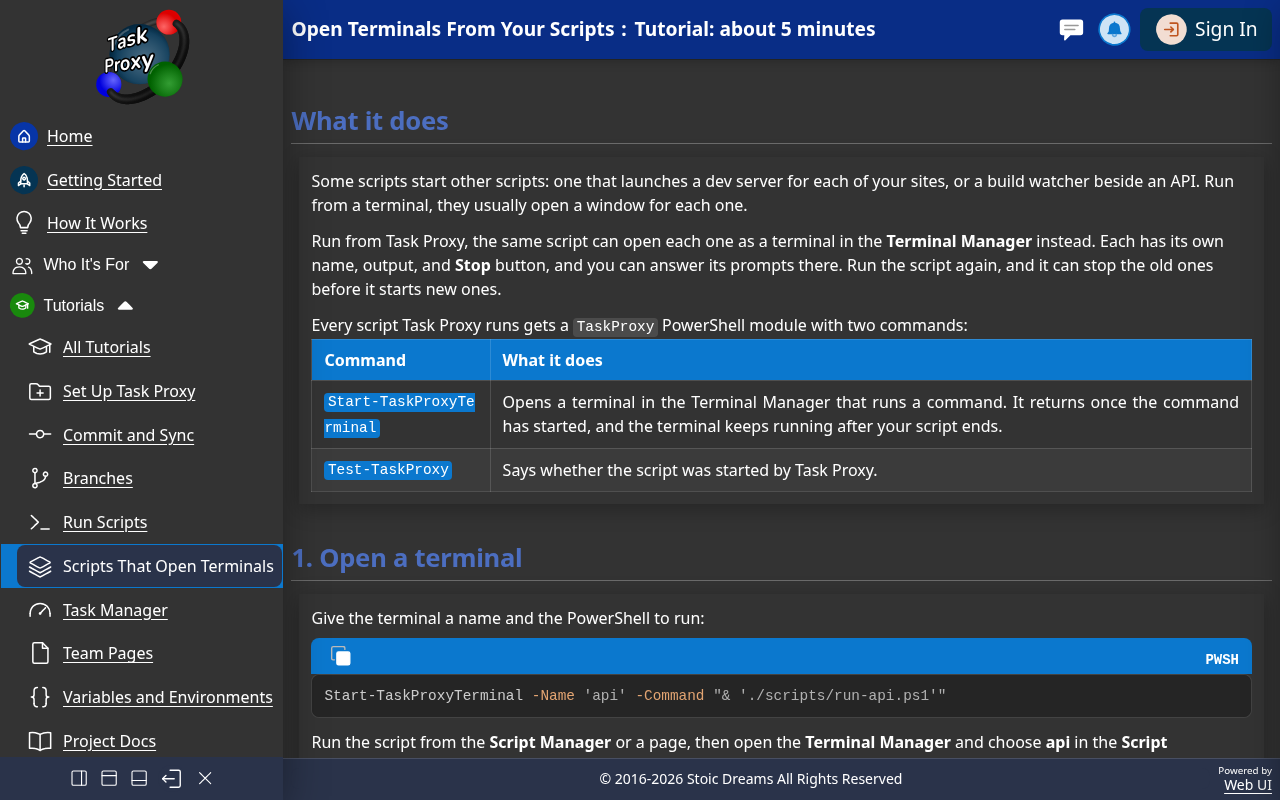 Task
Proxy
Home
Getting Started
How It Works
Who It's For
Tutorials
All Tutorials
Set Up Task Proxy
Commit and Sync
Branches
Run Scripts
Scripts That Open Terminals
Task Manager
Team Pages
Variables and Environments
Project Docs
Open Terminals From Your Scripts : Tutorial: about 5 minutes
Sign In
What it does
Some scripts start other scripts: one that launches a dev server for each of your sites, or a build watcher beside an API. Run
from a terminal, they usually open a window for each one.
Run from Task Proxy, the same script can open each one as a terminal in the Terminal Manager instead. Each has its own
name, output, and Stop button, and you can answer its prompts there. Run the script again, and it can stop the old ones
before it starts new ones.
Every script Task Proxy runs gets a TaskProxy PowerShell module with two commands:
Command What it does
Start-TaskProxyTe
rminal
Opens a terminal in the Terminal Manager that runs a command. It returns once the command
has started, and the terminal keeps running after your script ends.
Test-TaskProxy Says whether the script was started by Task Proxy.
1. Open a terminal
Give the terminal a name and the PowerShell to run:
PWSH
Start-TaskProxyTerminal -Name 'api' -Command "& './scripts/run-api.ps1'"
Run the script from the Script Manager or a page, then open the Terminal Manager and choose api in the Script
© 2016-2026 Stoic Dreams All Rights Reserved
Powered by
Web UI